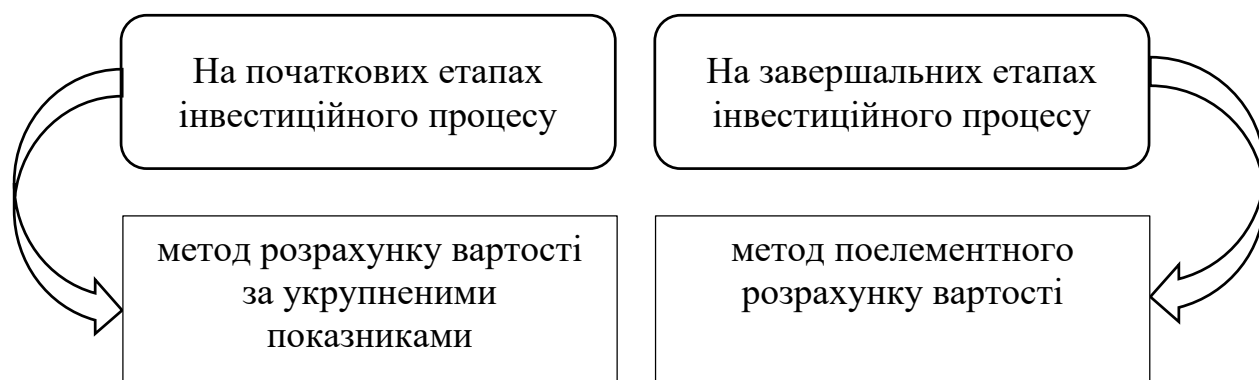 На початкових етапах
інвестиційного процесу
На завершальних етапах
інвестиційного процесу
метод розрахунку вартості
за укрупненими
показниками
метод поелементного
розрахунку вартості